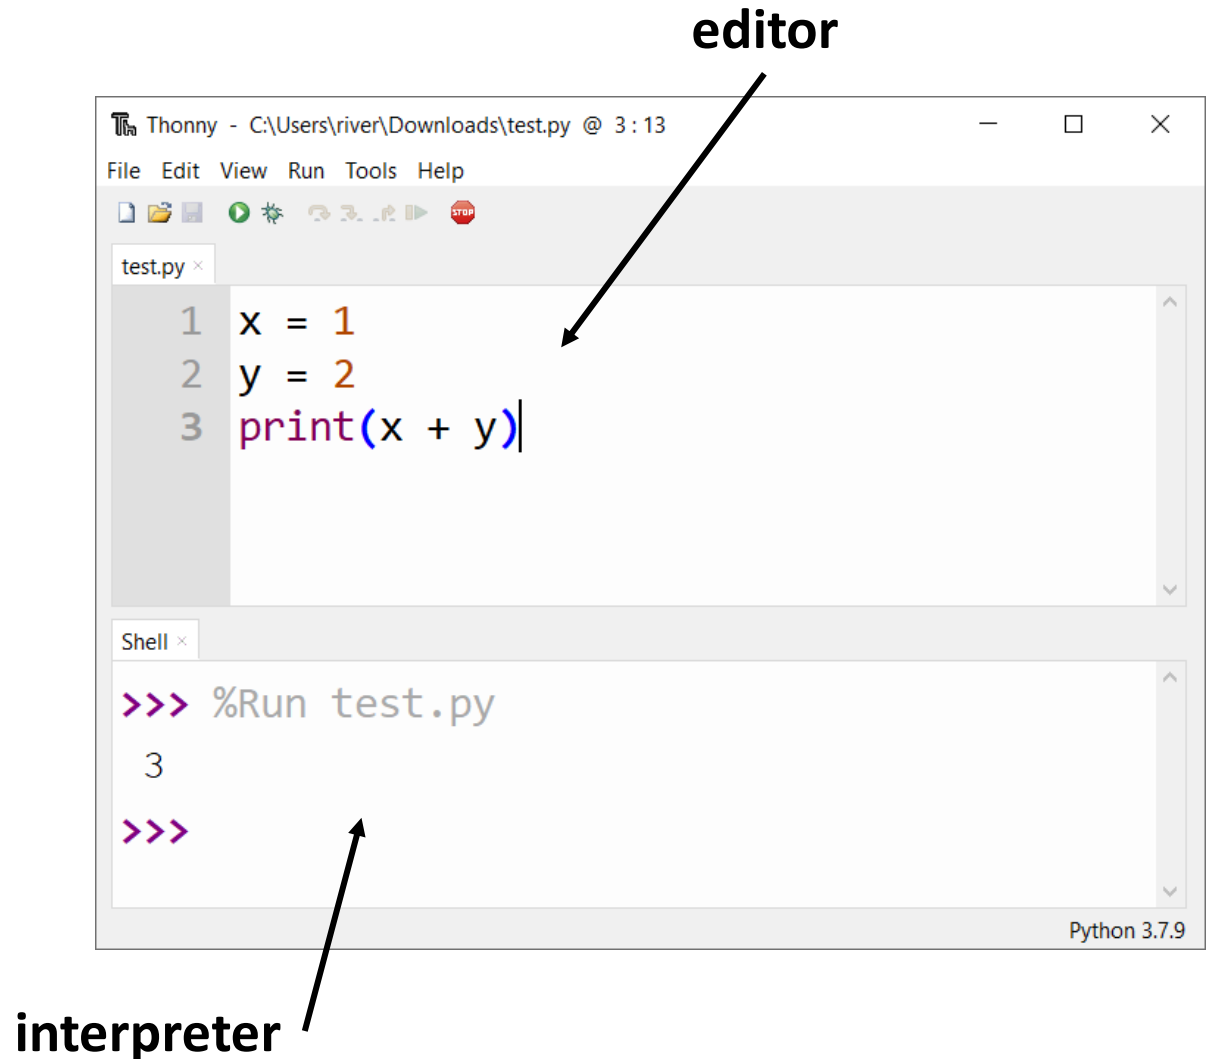 editor
Thonny - C:\Users\river\Downloads\test.py @ 3:13
File Edit View Run Tools Help
STOP
test.py ×
1 x = 1
2 y = 2
3 print(x + y)
Shell ×
>>> %Run test.py
3
>>>
Python 3.7.9
interpreter